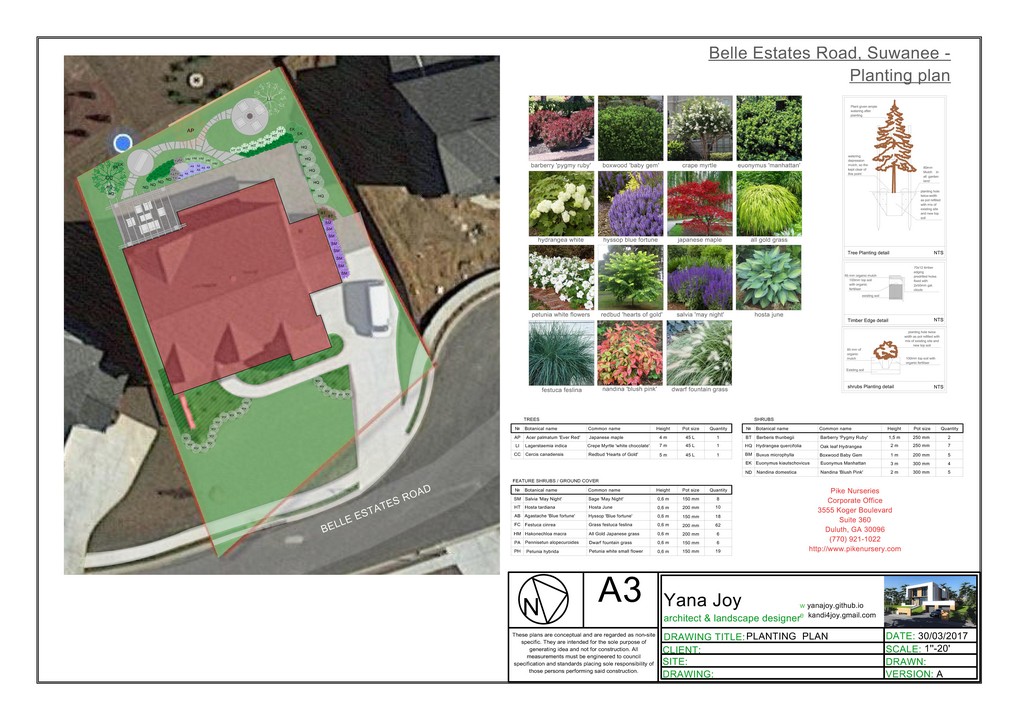 Belle Estates Road, Suwanee -
Planting plan
AP
BELLE ESTATES ROAD
barberry 'pygmy ruby'
boxwood 'baby gem'
crape myrtle
euonymus 'manhattan'
hydrangea white
hyssop blue fortune
japanese maple
all gold grass
petunia white flowers
redbud 'hearts of gold'
salvia 'may night'
hosta june
festuca feslina
nandina 'blush pink'
dwarf fountain grass
Tree Planting detail NTS
existing soil
Timber Edge detail NTS
Existing soil
shrubs Planting detail NTS
TREES
№ Botanical name Common name Height Pot size Quantity
AP Acer palmatum 'Ever Red' Japanese maple 4 m 45 L 1
LI Lagerstaemia indica Crepe Myrtle 'white chocolate' 7 m 45 L 1
CC Cercis canadensis Redbud 'Hearts of Gold' 5 m 45 L 1
SHRUBS
№ Botanical name Common name Height Pot size Quantity
BT Barberis thunbergii Barberry 'Pygmy Ruby' 1,5 m 250 mm 2
HQ Hydrangea quercifolia Oak leaf Hydrangea 2 m 250 mm 7
BM Buxus microphylla Boxwood Baby Gem 1 m 200 mm 5
EK Euonymus kieutschovicus Euonymus Manhattan 3 m 300 mm 4
ND Nandina domestica Nandina 'Blush Pink' 2 m 300 mm 5
FEATURE SHRUBS / GROUND COVER
№ Botanical name Common name Height Pot size Quantity
SM Salvia 'May Night' Sage 'May Night' 0,6 m 150 mm 8
HT Hosta tardiana Hosta June 0,6 m 200 mm 10
AB Agastache 'Blue fortune' Hyssop 'Blue fortune' 0,6 m 150 mm 18
FC Festuca cinrea Grass festuca feslina 0,6 m 200 mm 62
HM Hakonechloa macra All Gold Japanese grass 0,6 m 200 mm 8
PA Pennisetun alopecuroides Dwarf fountain grass 0,6 m 150 mm 6
PH Petunia hybrida Petunia white small flower 0,6 m 150 mm 19
Pike Nurseries
Corporate Office
3555 Koger Boulevard
Suite 360
Duluth, GA 30096
(770) 921-1022
http://www.pikenursery.com
N
A3
These plans are conceptual and are regarded as non-site
specific. They are intended for the sole purpose of
generating idea and not for construction. All
measurements must be engineered to council
specification and standards placing sole responsibility of
those persons performing said construction.
Yana Joy
architect & landscape designer
w yanajoy.github.io
e kandi4joy.gmail.com
DRAWING TITLE: PLANTING PLAN
DATE: 30/03/2017
CLIENT:
SCALE: 1"-20'
SITE:
DRAWN:
DRAWING:
VERSION: A